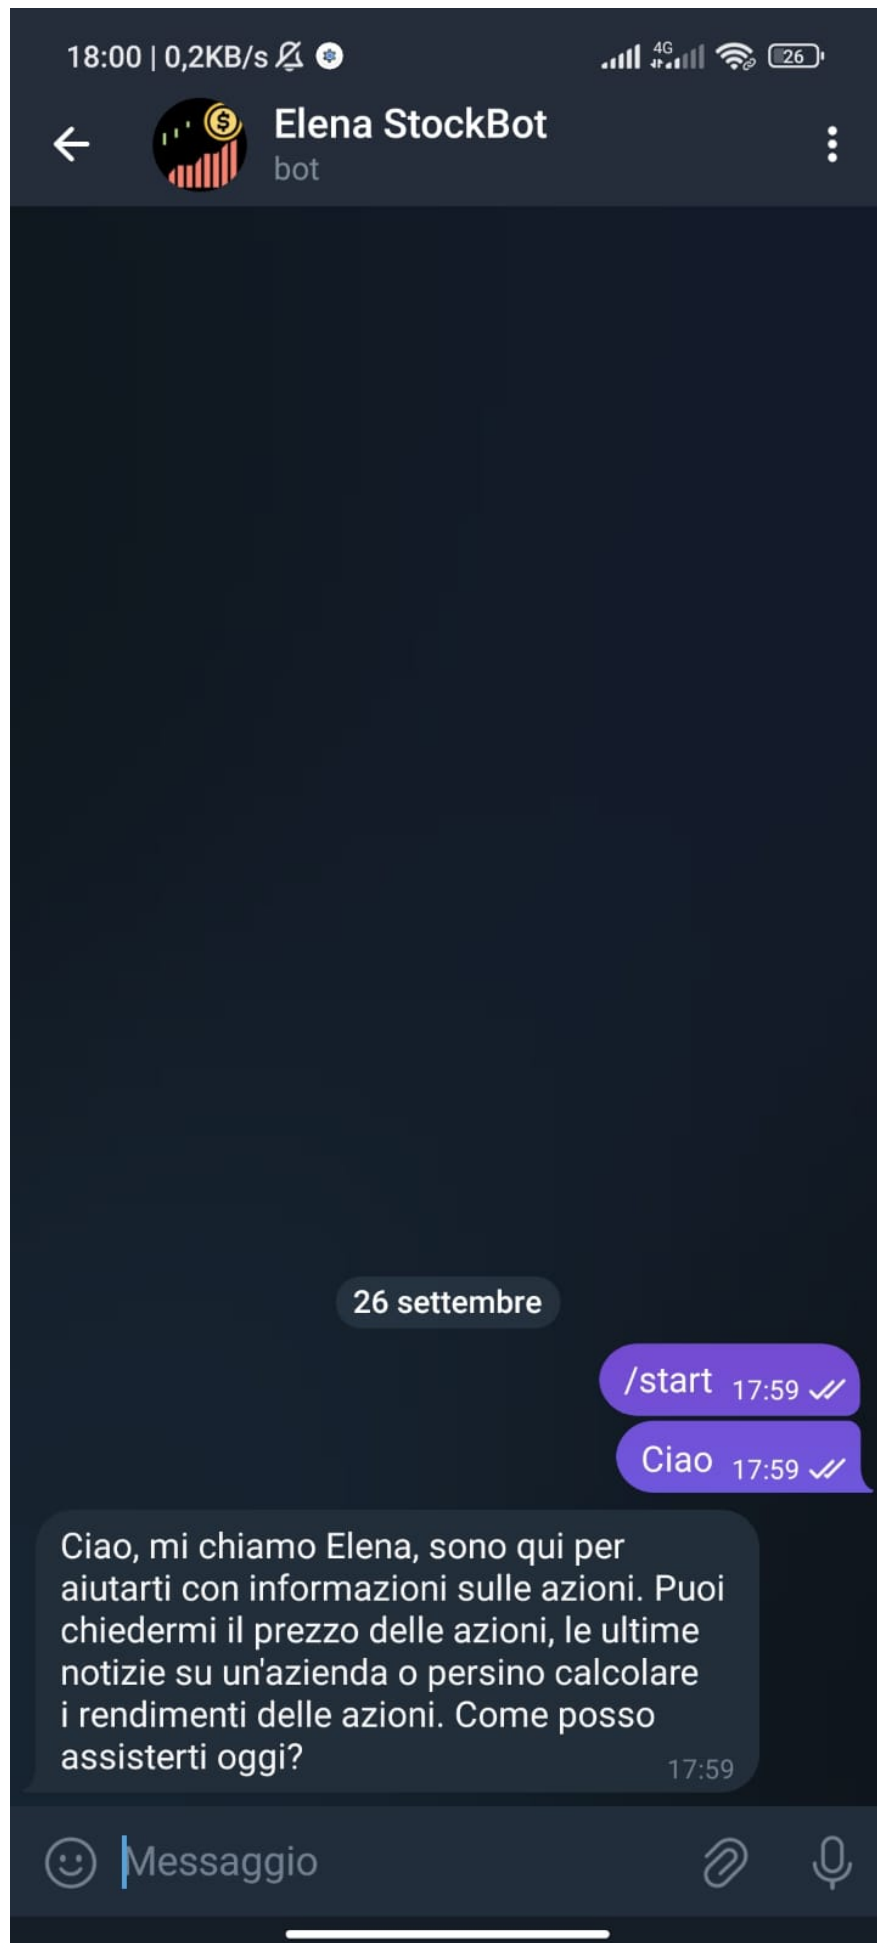 18:00 | 0,2KB/s
4G
26
Elena StockBot
bot
26 settembre
/start 17:59
Ciao 17:59
Ciao, mi chiamo Elena, sono qui per
aiutarti con informazioni sulle azioni. Puoi
chiedermi il prezzo delle azioni, le ultime
notizie su un'azienda o persino calcolare
i rendimenti delle azioni. Come posso
assisterti oggi?
17:59
Messaggio